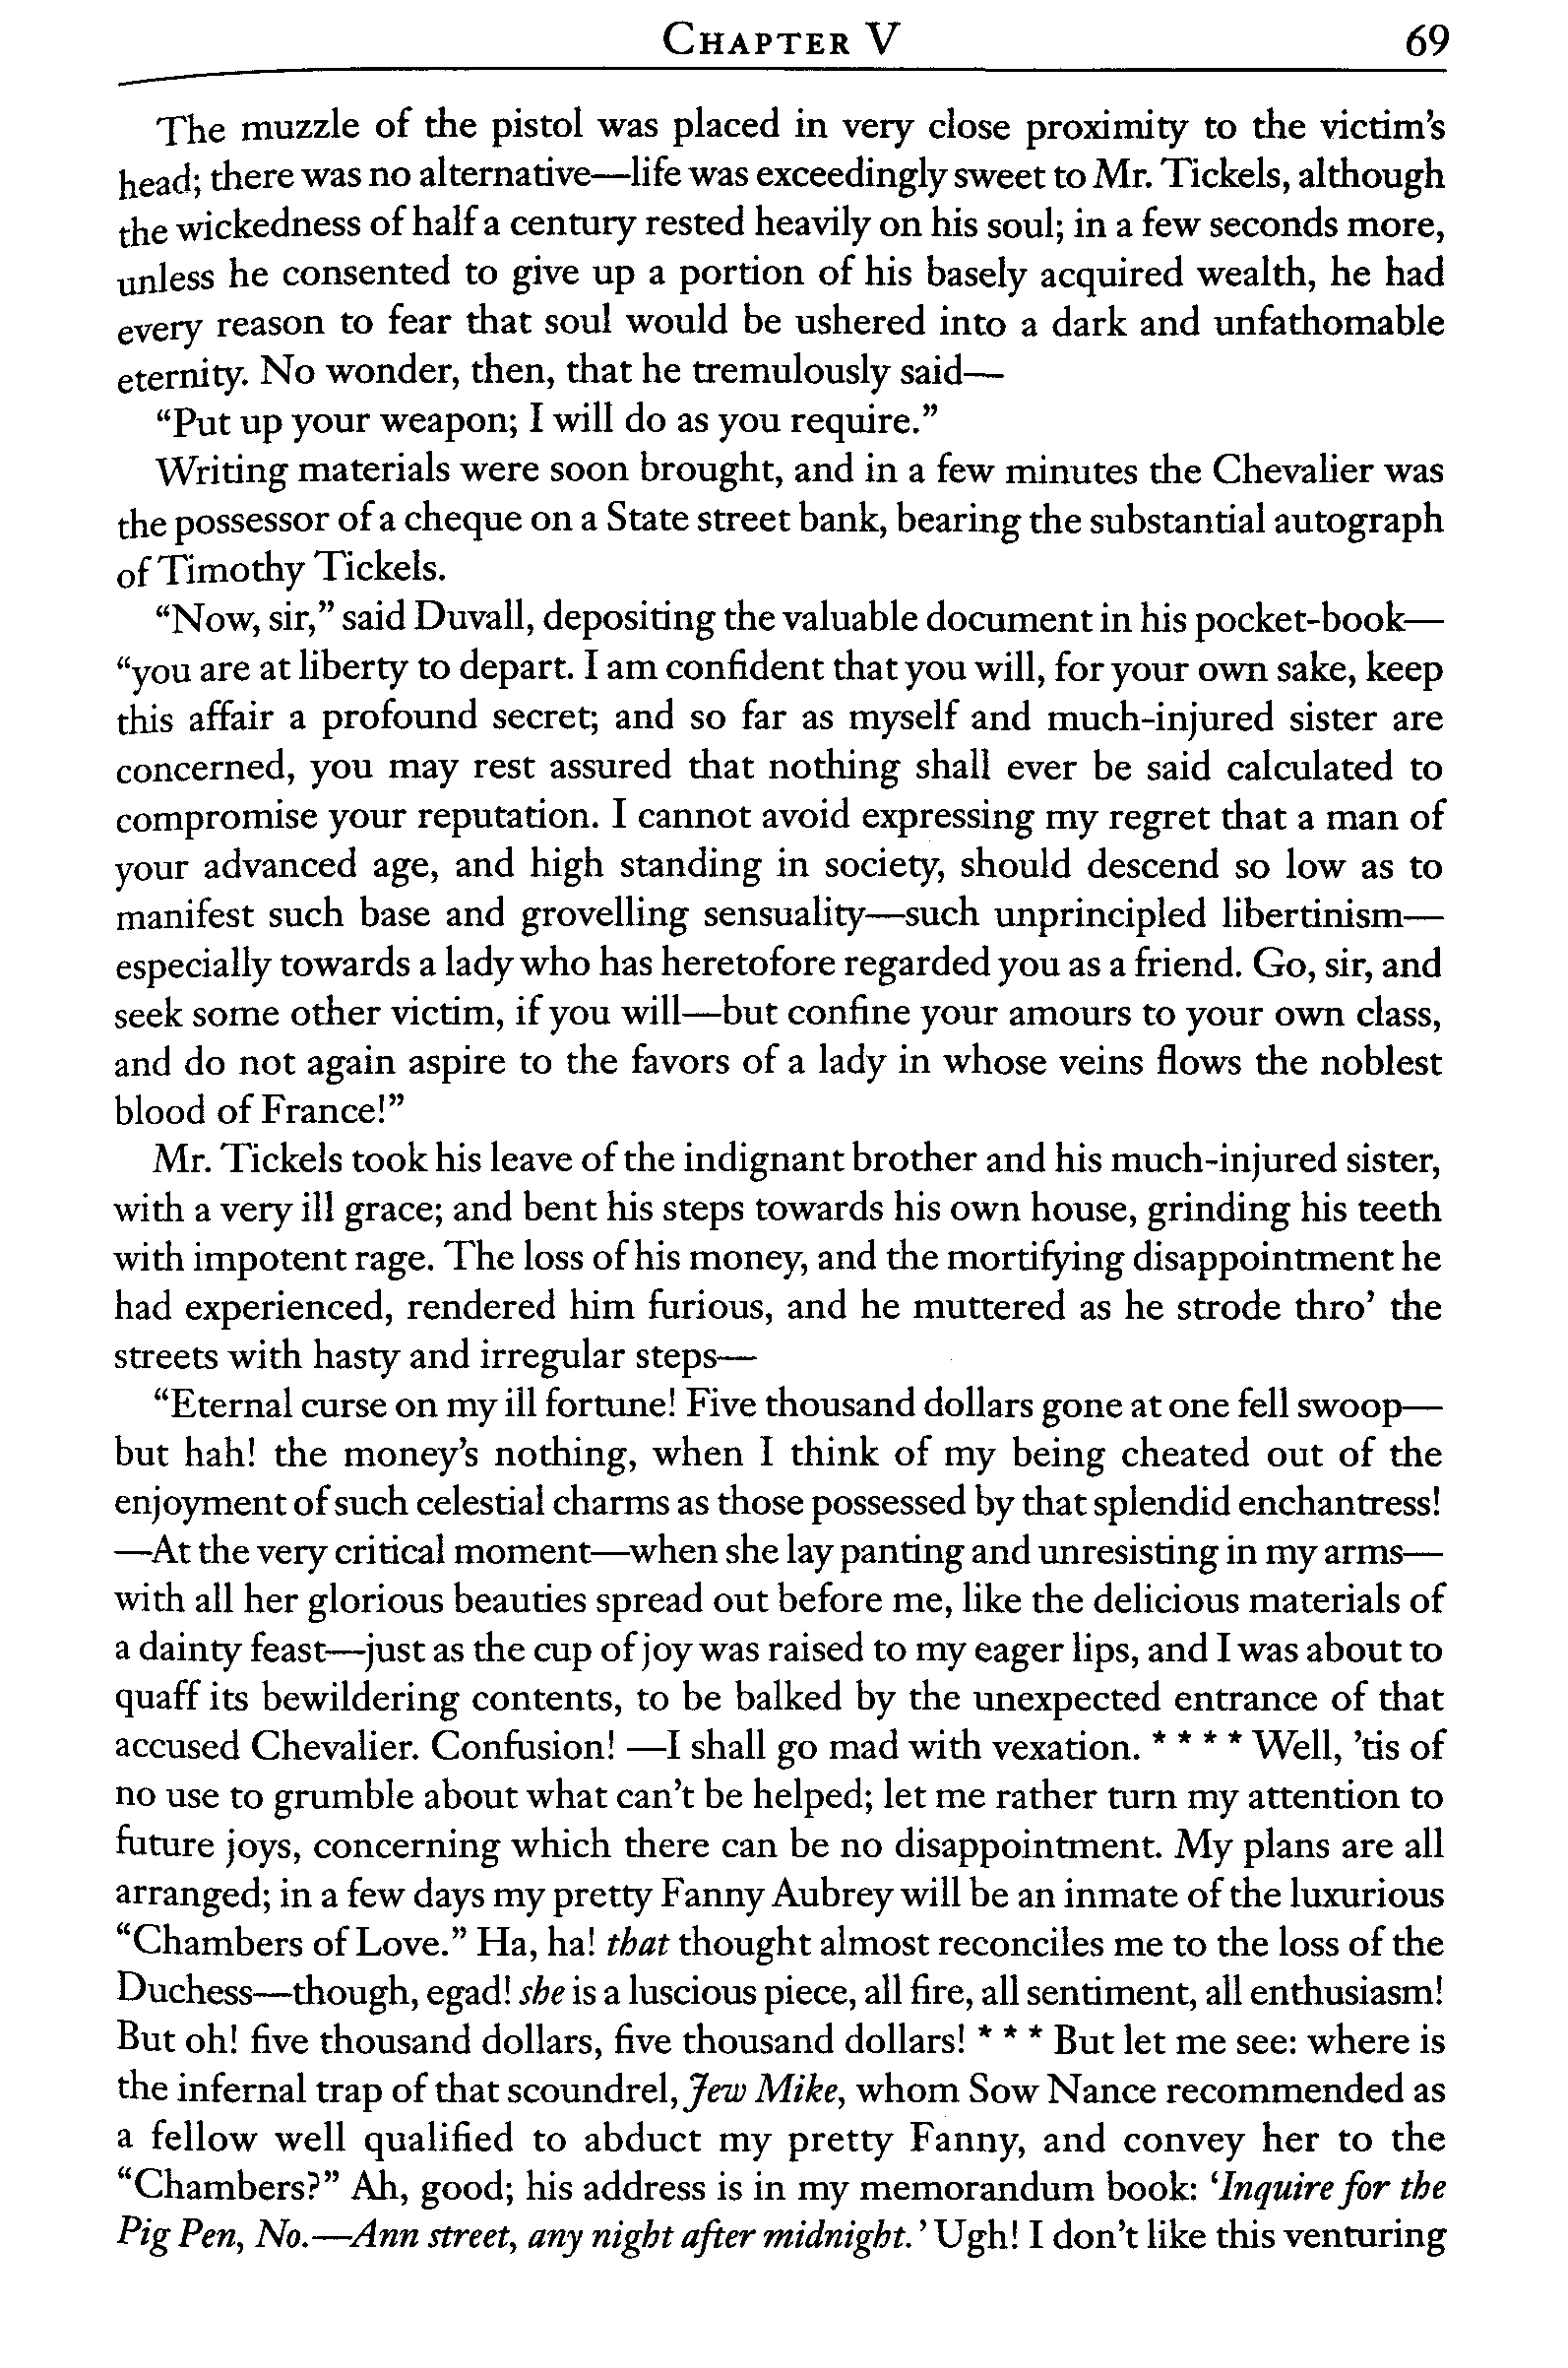 CHAPTER V 69
The muzzle of the pistol was placed in very close proximity to the victim's
head; there was no alternative—life was exceedingly sweet to Mr. Tickels, although
the wickedness of half a century rested heavily on his soul; in a few seconds more,
unless he consented to give up a portion of his basely acquired wealth, he had
every reason to fear that soul would be ushered into a dark and unfathomable
eternity. No wonder, then, that he tremulously said—
“Put up your weapon; I will do as you require.”
Writing materials were soon brought, and in a few minutes the Chevalier was
the possessor of a cheque on a State street bank, bearing the substantial autograph
of Timothy Tickels.
“Now, sir,” said Duvall, depositing the valuable document in his pocket-book—
“you are at liberty to depart. I am confident that you will, for your own sake, keep
this affair a profound secret; and so far as myself and much-injured sister are
concerned, you may rest assured that nothing shall ever be said calculated to
compromise your reputation. I cannot avoid expressing my regret that a man of
your advanced age, and high standing in society, should descend so low as to
manifest such base and grovelling sensuality—such unprincipled libertinism—
especially towards a lady who has heretofore regarded you as a friend. Go, sir, and
seek some other victim, if you will—but confine your amours to your own class,
and do not again aspire to the favors of a lady in whose veins flows the noblest
blood of France!”
Mr. Tickels took his leave of the indignant brother and his much-injured sister,
with a very ill grace; and bent his steps towards his own house, grinding his teeth
with impotent rage. The loss of his money, and the mortifying disappointment he
had experienced, rendered him furious, and he muttered as he strode thro’ the
streets with hasty and irregular steps—
“Eternal curse on my ill fortune! Five thousand dollars gone at one fell swoop—
but hah! the money’s nothing, when I think of my being cheated out of the
enjoyment of such celestial charms as those possessed by that splendid enchantress!
—At the very critical moment—when she lay panting and unresisting in my arms—
with all her glorious beauties spread out before me, like the delicious materials of
a dainty feast—just as the cup of joy was raised to my eager lips, and I was about to
quaff its bewildering contents, to be balked by the unexpected entrance of that
accused Chevalier. Confusion! —I shall go mad with vexation. * * * * Well, ’tis of
no use to grumble about what can’t be helped; let me rather turn my attention to
future joys, concerning which there can be no disappointment. My plans are all
arranged; in a few days my pretty Fanny Aubrey will be an inmate of the luxurious
“Chambers of Love.” Ha, ha! that thought almost reconciles me to the loss of the
Duchess—though, egad! she is a luscious piece, all fire, all sentiment, all enthusiasm!
But oh! five thousand dollars, five thousand dollars! * * * But let me see: where is
the infernal trap of that scoundrel, Jew Mike, whom Sow Nance recommended as
a fellow well qualified to abduct my pretty Fanny, and convey her to the
“Chambers?” Ah, good; his address is in my memorandum book: ‘Inquire for the
Pig Pen, No.—Ann street, any night after midnight.’ Ugh! I don’t like this venturing